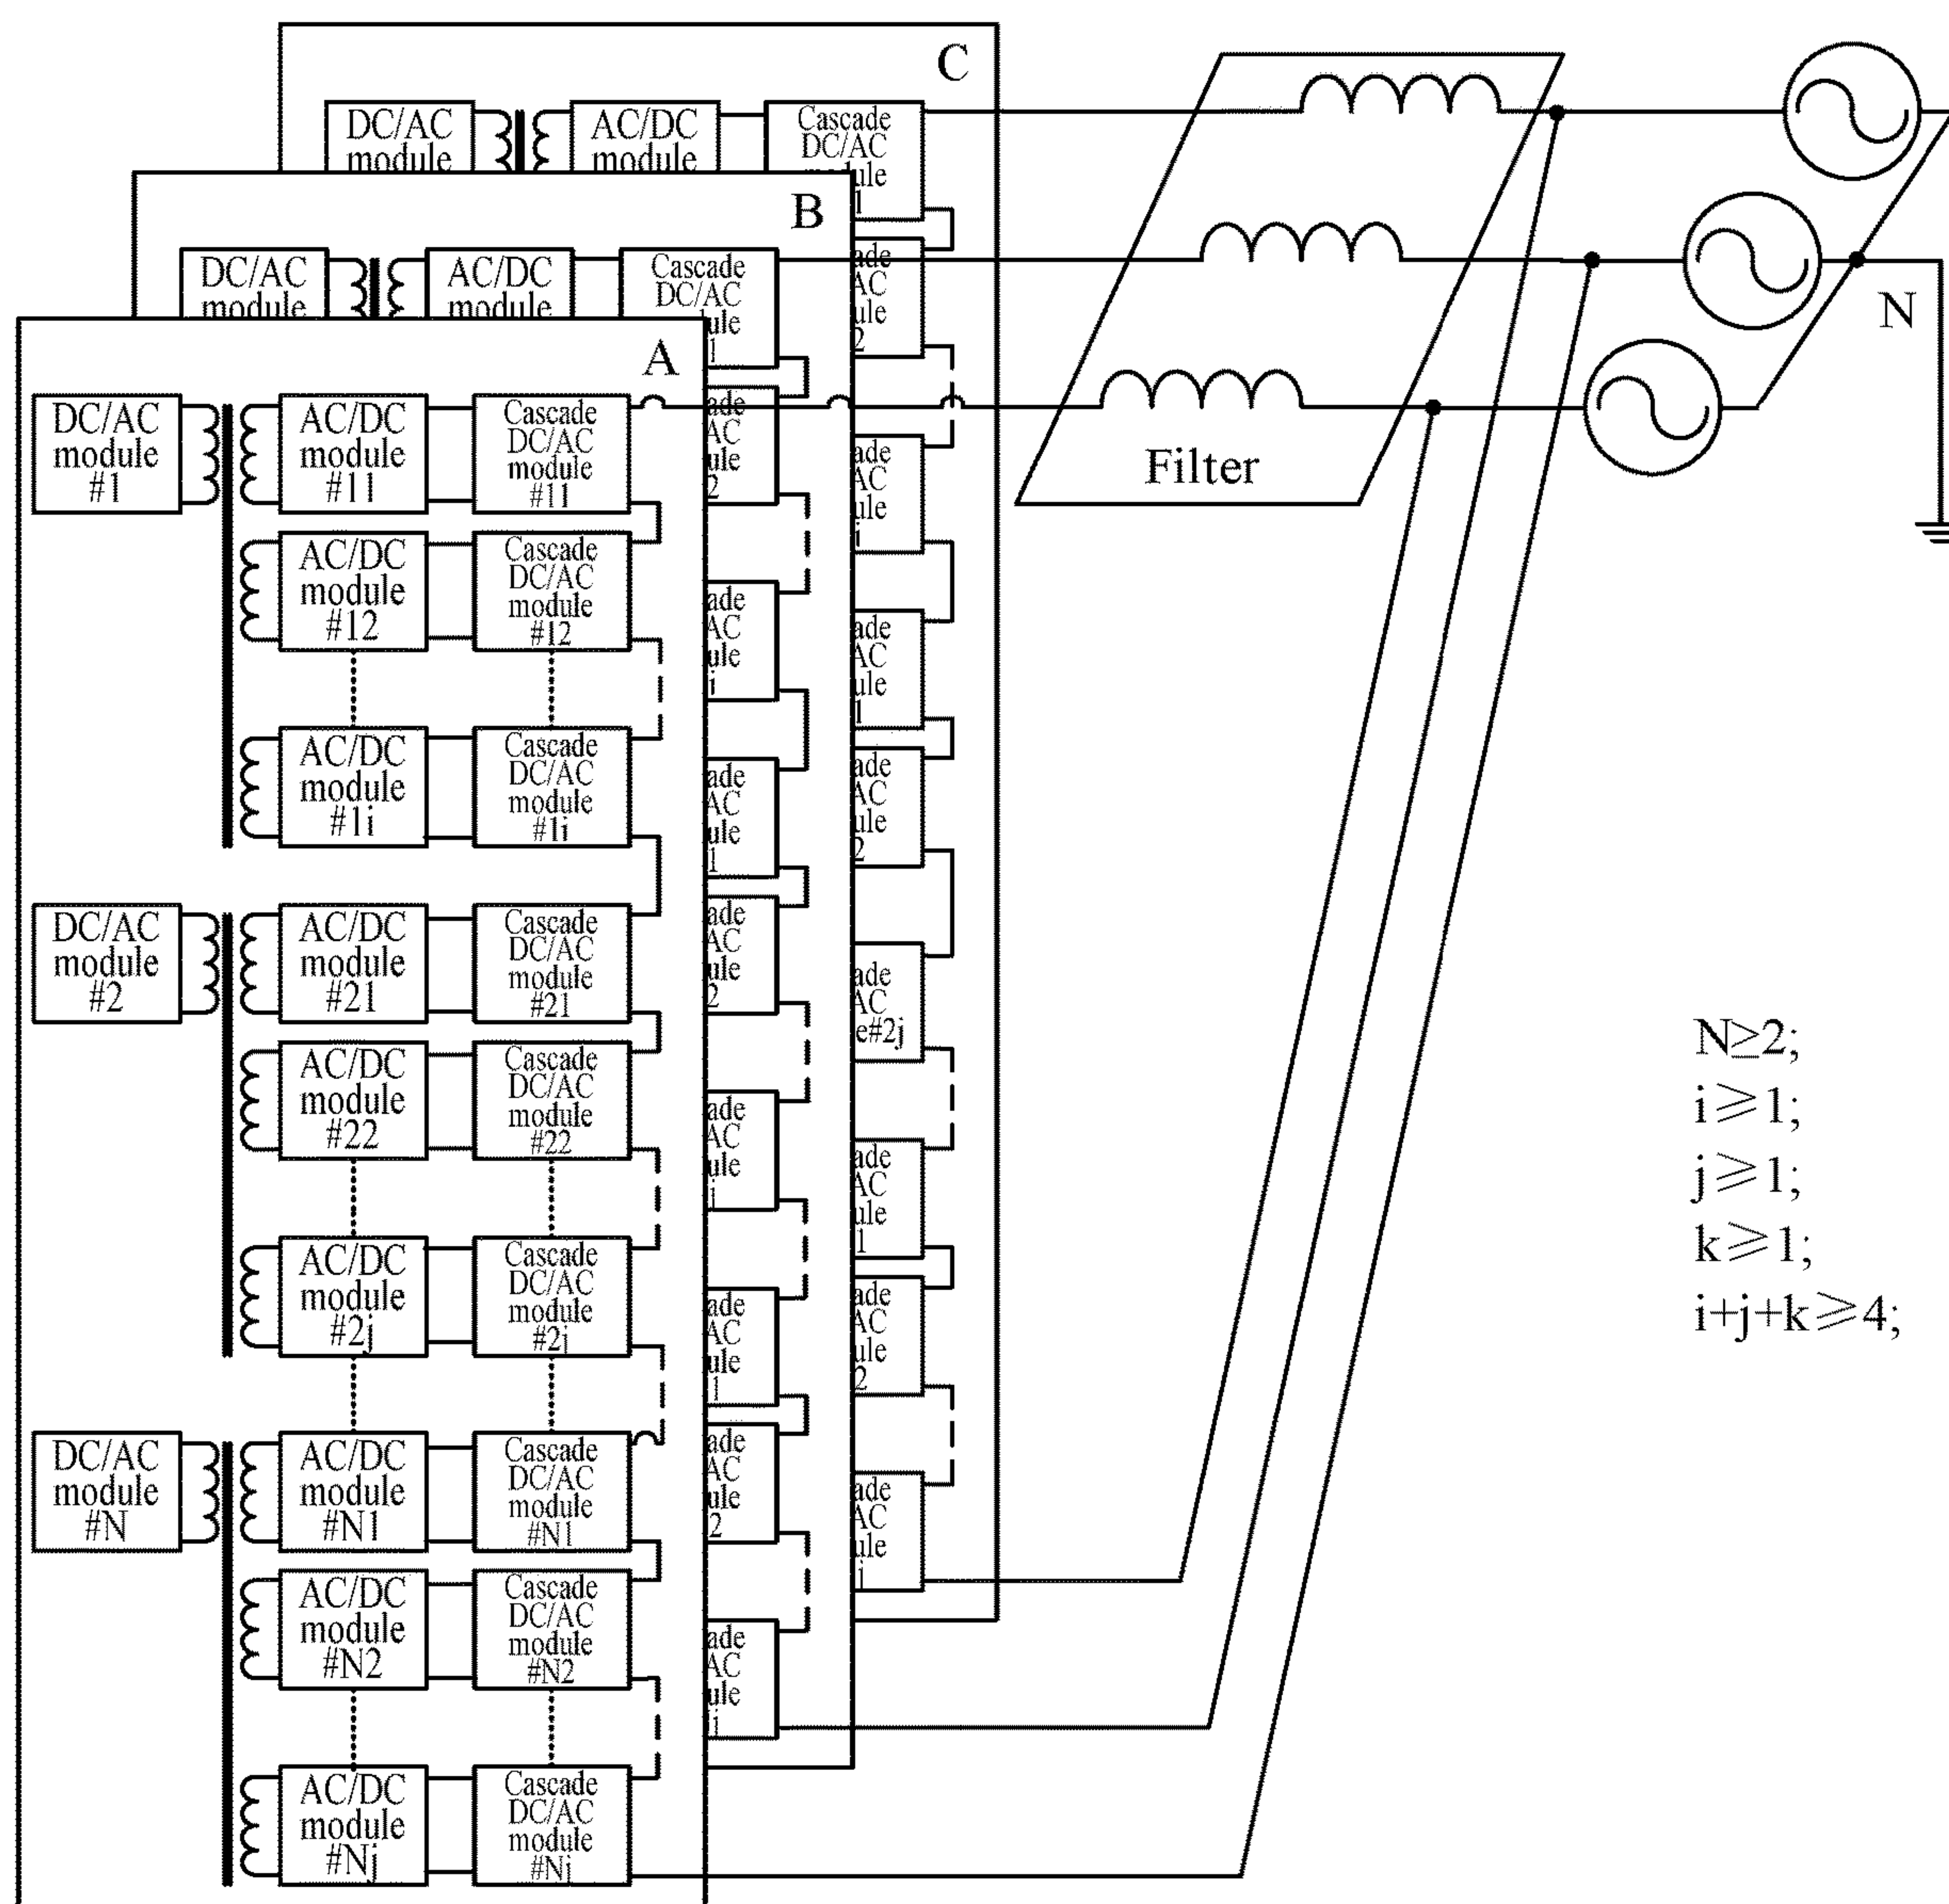 C
DC/AC
module
AC/DC
module
Cascade
DC/AC
B
DC/AC
module
AC/DC
module
Cascade
DC/AC
A
DC/AC
module
#1
AC/DC
module
#11
Cascade
DC/AC
module
#11
AC/DC
module
#12
Cascade
DC/AC
module
#12
AC/DC
module
#1i
Cascade
DC/AC
module
#1i
DC/AC
module
#2
AC/DC
module
#21
Cascade
DC/AC
module
#21
AC/DC
module
#22
Cascade
DC/AC
module
#22
AC/DC
module
#2j
Cascade
DC/AC
module
#2j
DC/AC
module
#N
AC/DC
module
#N1
Cascade
DC/AC
module
#N1
AC/DC
module
#N2
Cascade
DC/AC
module
#N2
AC/DC
module
#Nj
Cascade
DC/AC
module
#Nj
Filter
N
N≥2;
i≥1;
j≥1;
k≥1;
i+j+k≥4;